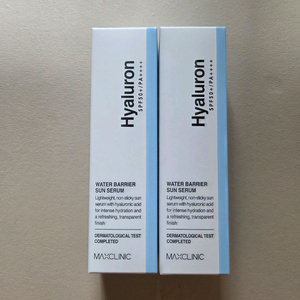 Hyaluron
SPF50+/PA++++
WATER BARRIER
SUN SERUM
Lightweight, non-sticky sun
serum with hyaluronic acid
for intense hydration and
a refreshing, transparent
finish
DERMATOLOGICAL TEST
COMPLETED
MAXCLINIC
Hyaluron
SPF50+/PA++++
WATER BARRIER
SUN SERUM
Lightweight, non-sticky sun
serum with hyaluronic acid
for intense hydration and
a refreshing, transparent
finish
DERMATOLOGICAL TEST
COMPLETED
MAXCLINIC